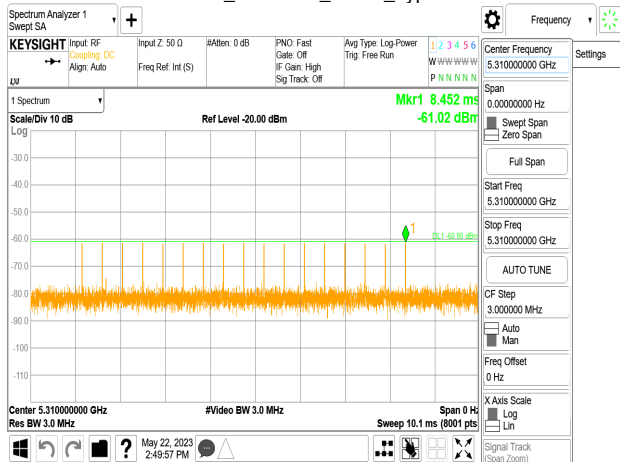 Spectrum Analyzer 1
Swept SA
Frequency
KEYSIGHT
Input: RF
Coupling: DC
Align: Auto
Input Z: 50 Ω
Freq Ref: Int (S)
#Atten: 0 dB
PNO: Fast
Gate: Off
IF Gain: High
Sig Track: Off
Avg Type: Log-Power
Trig: Free Run
1 2 3 4 5 6
W W W W W W
P N N N N N
LXI
1 Spectrum
Scale/Div 10 dB
Log
Ref Level -20.00 dBm
Mkr1 8.452 ms
-61.02 dBm
-30.0
-40.0
-50.0
-60.0
-70.0
-80.0
-90.0
-100
-110
1
DL1 -60.90 dBm
Center 5.310000000 GHz
Res BW 3.0 MHz
#Video BW 3.0 MHz
Span 0 Hz
Sweep 10.1 ms (8001 pts)
?
May 22, 2023
2:49:57 PM
Center Frequency
5.310000000 GHz
Settings
Span
0.00000000 Hz
Swept Span
Zero Span
Full Span
Start Freq
5.310000000 GHz
Stop Freq
5.310000000 GHz
AUTO TUNE
CF Step
3.000000 MHz
Auto
Man
Freq Offset
0 Hz
X Axis Scale
Log
Lin
Signal Track
(Span Zoom)